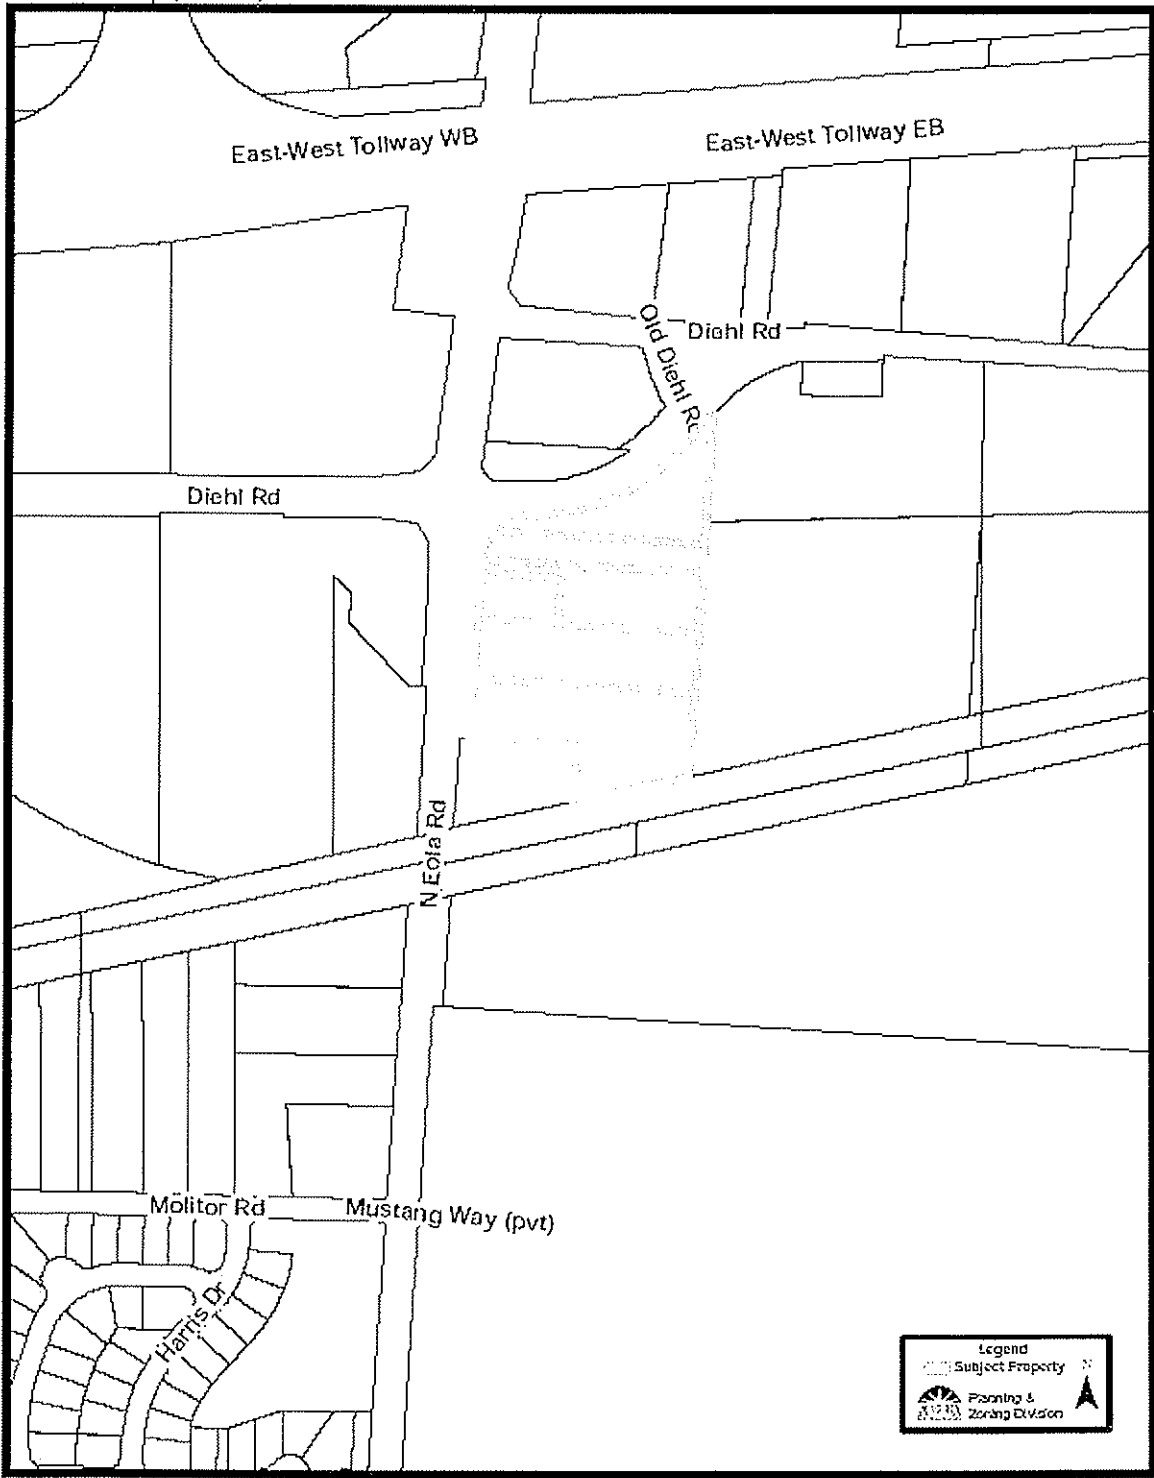 East-West Tollway WB
East-West Tollway EB
Old Diehl Rd
Diehl Rd
Diehl Rd
N Eola Rd
Molitor Rd
Mustang Way (pvt)
Harris Dr
Legend
Subject Property
N
Planning &
Zoning Division